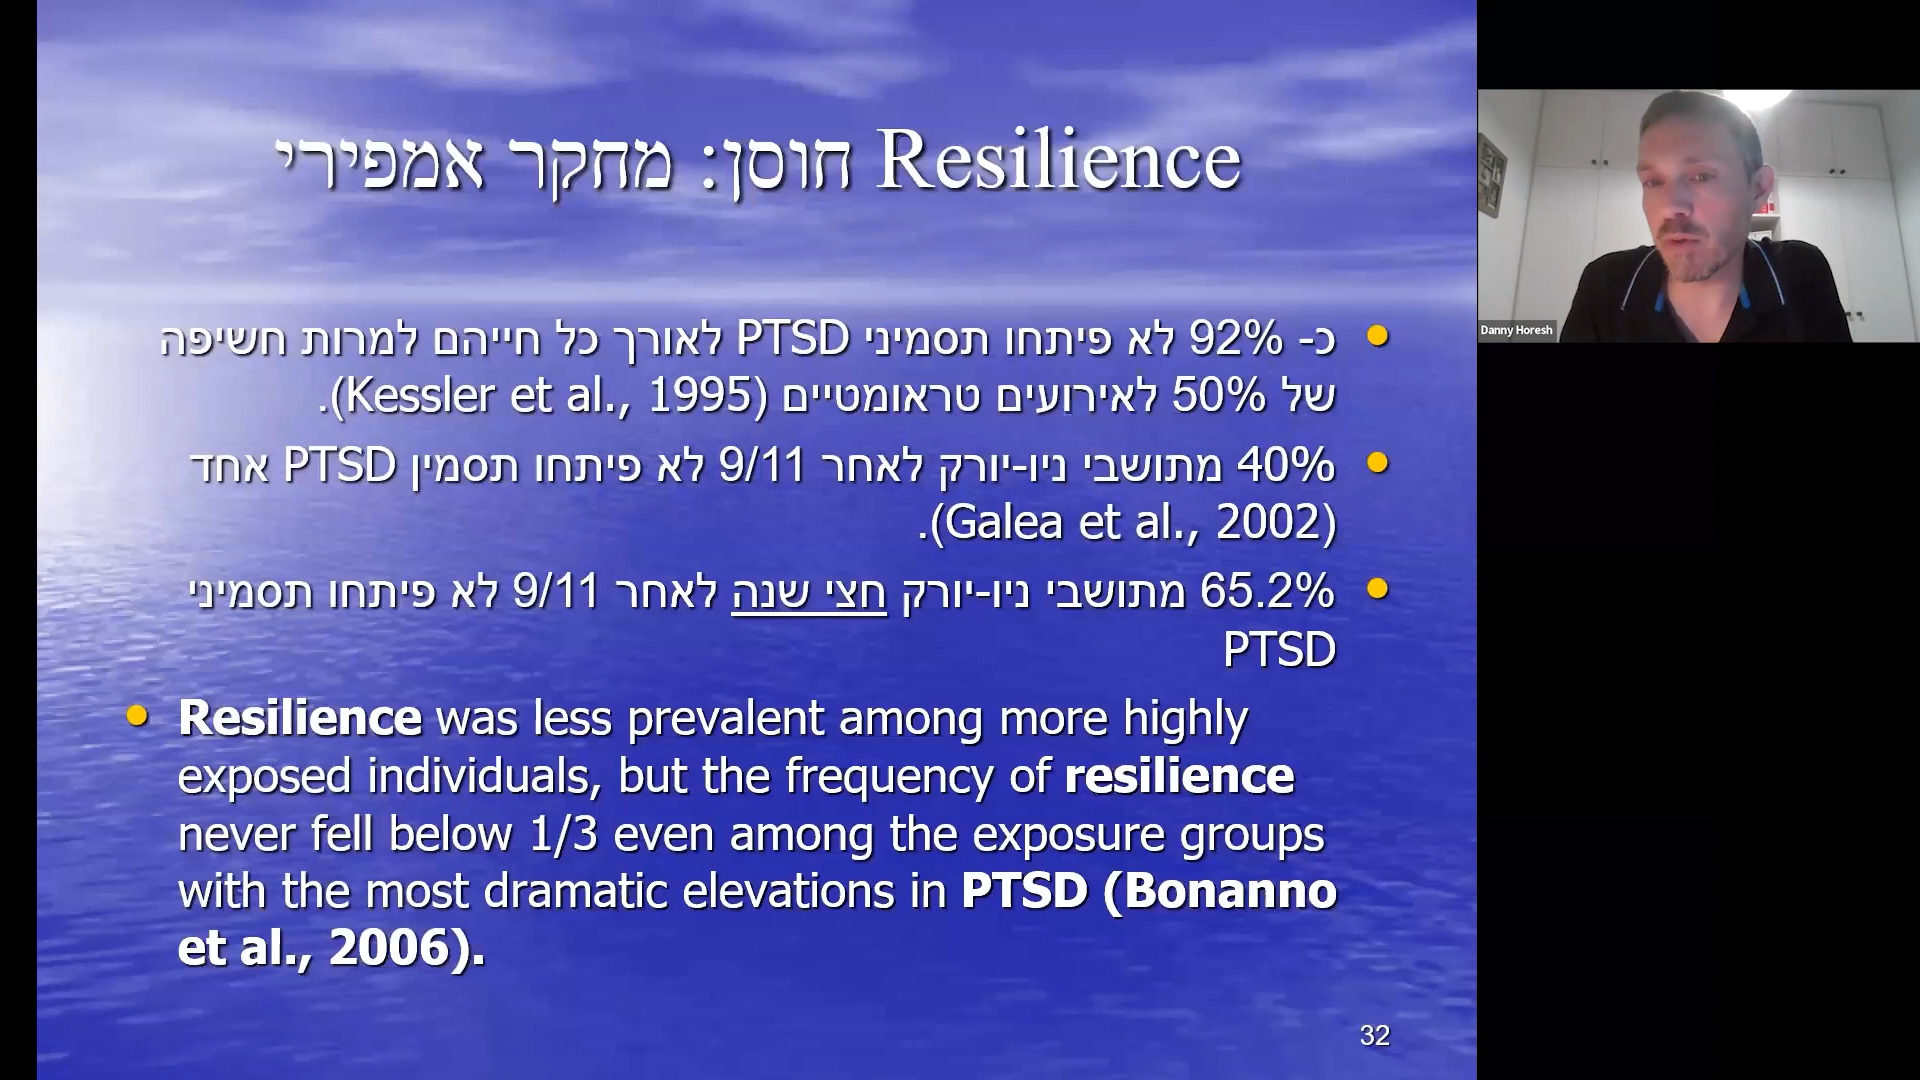 Resilience חוסן: מחקר אמפירי
כ- 92% לא פיתחו תסמיני PTSD לאורך כל חייהם למרות חשיפה
של 50% לאירועים טראומטיים (Kessler et al., 1995).
40% מתושבי ניו-יורק לאחר 9/11 לא פיתחו תסמין PTSD אחד
(Galea et al., 2002).
65.2% מתושבי ניו-יורק חצי שנה לאחר 9/11 לא פיתחו תסמיני
PTSD
Resilience was less prevalent among more highly
exposed individuals, but the frequency of resilience
never fell below 1/3 even among the exposure groups
with the most dramatic elevations in PTSD (Bonanno
et al., 2006).
32
Danny Horesh